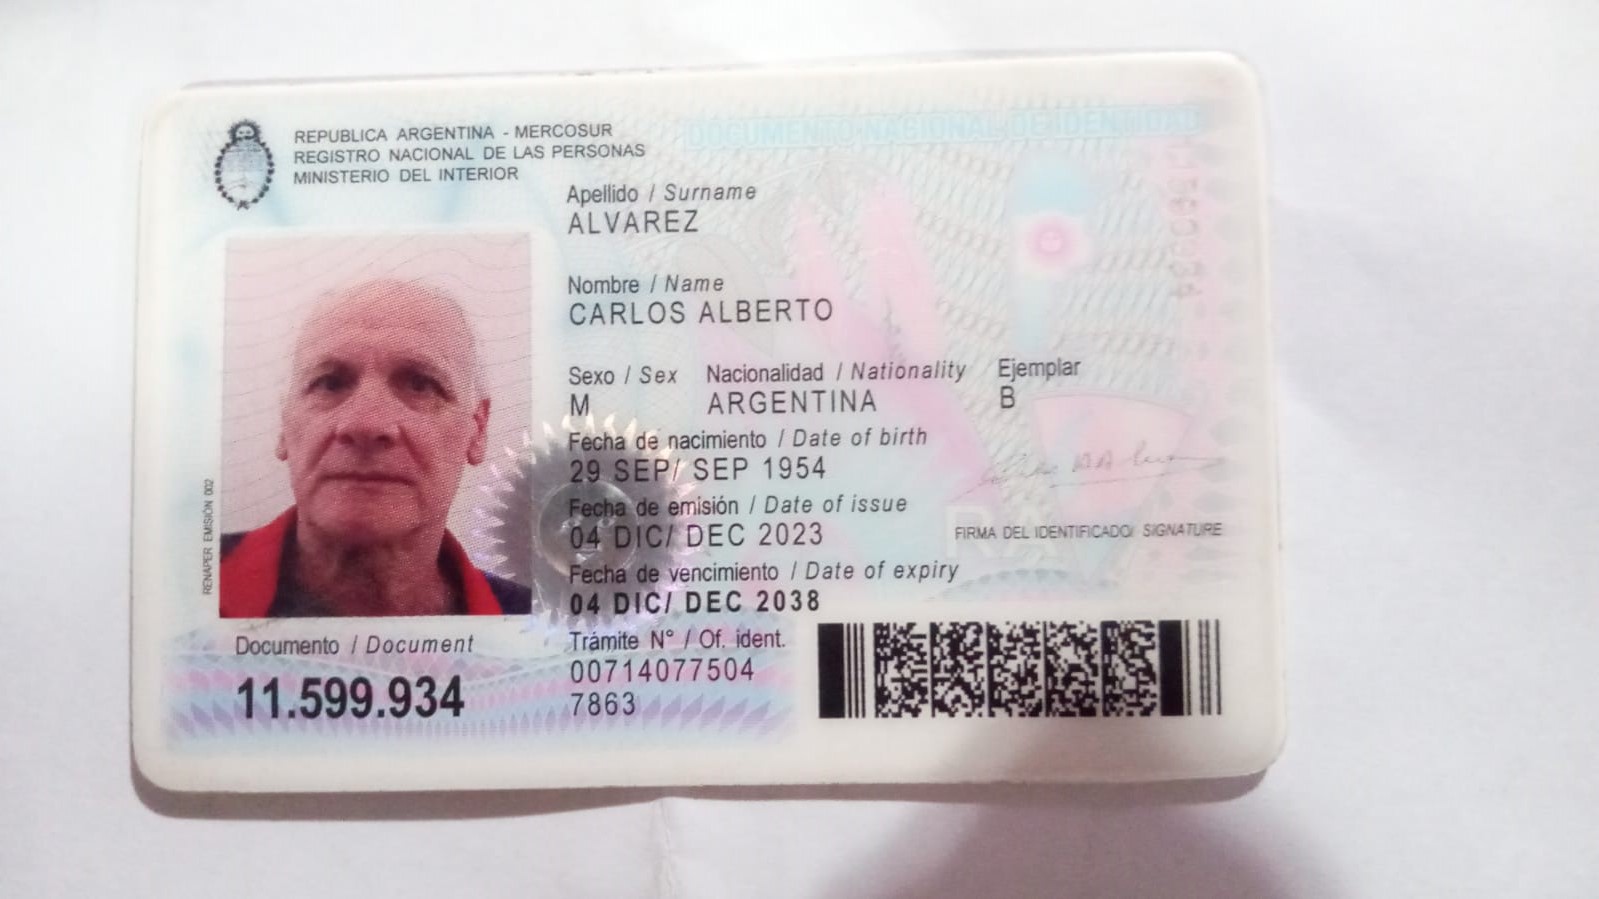 REPUBLICA ARGENTINA - MERCOSUR
REGISTRO NACIONAL DE LAS PERSONAS
MINISTERIO DEL INTERIOR
DOCUMENTO NACIONAL DE IDENTIDAD
Apellido / Surname
ALVAREZ
Nombre / Name
CARLOS ALBERTO
Sexo / Sex Nacionalidad / Nationality Ejemplar
M ARGENTINA B
Fecha de nacimiento / Date of birth
29 SEP/ SEP 1954
Fecha de emisión / Date of issue
04 DIC/ DEC 2023
FIRMA DEL IDENTIFICADO/ SIGNATURE
Fecha de vencimiento / Date of expiry
04 DIC/ DEC 2038
RENAPER EMISIÓN 002
Documento / Document
11.599.934
Trámite N° / Of. ident.
00714077504
7863
RA